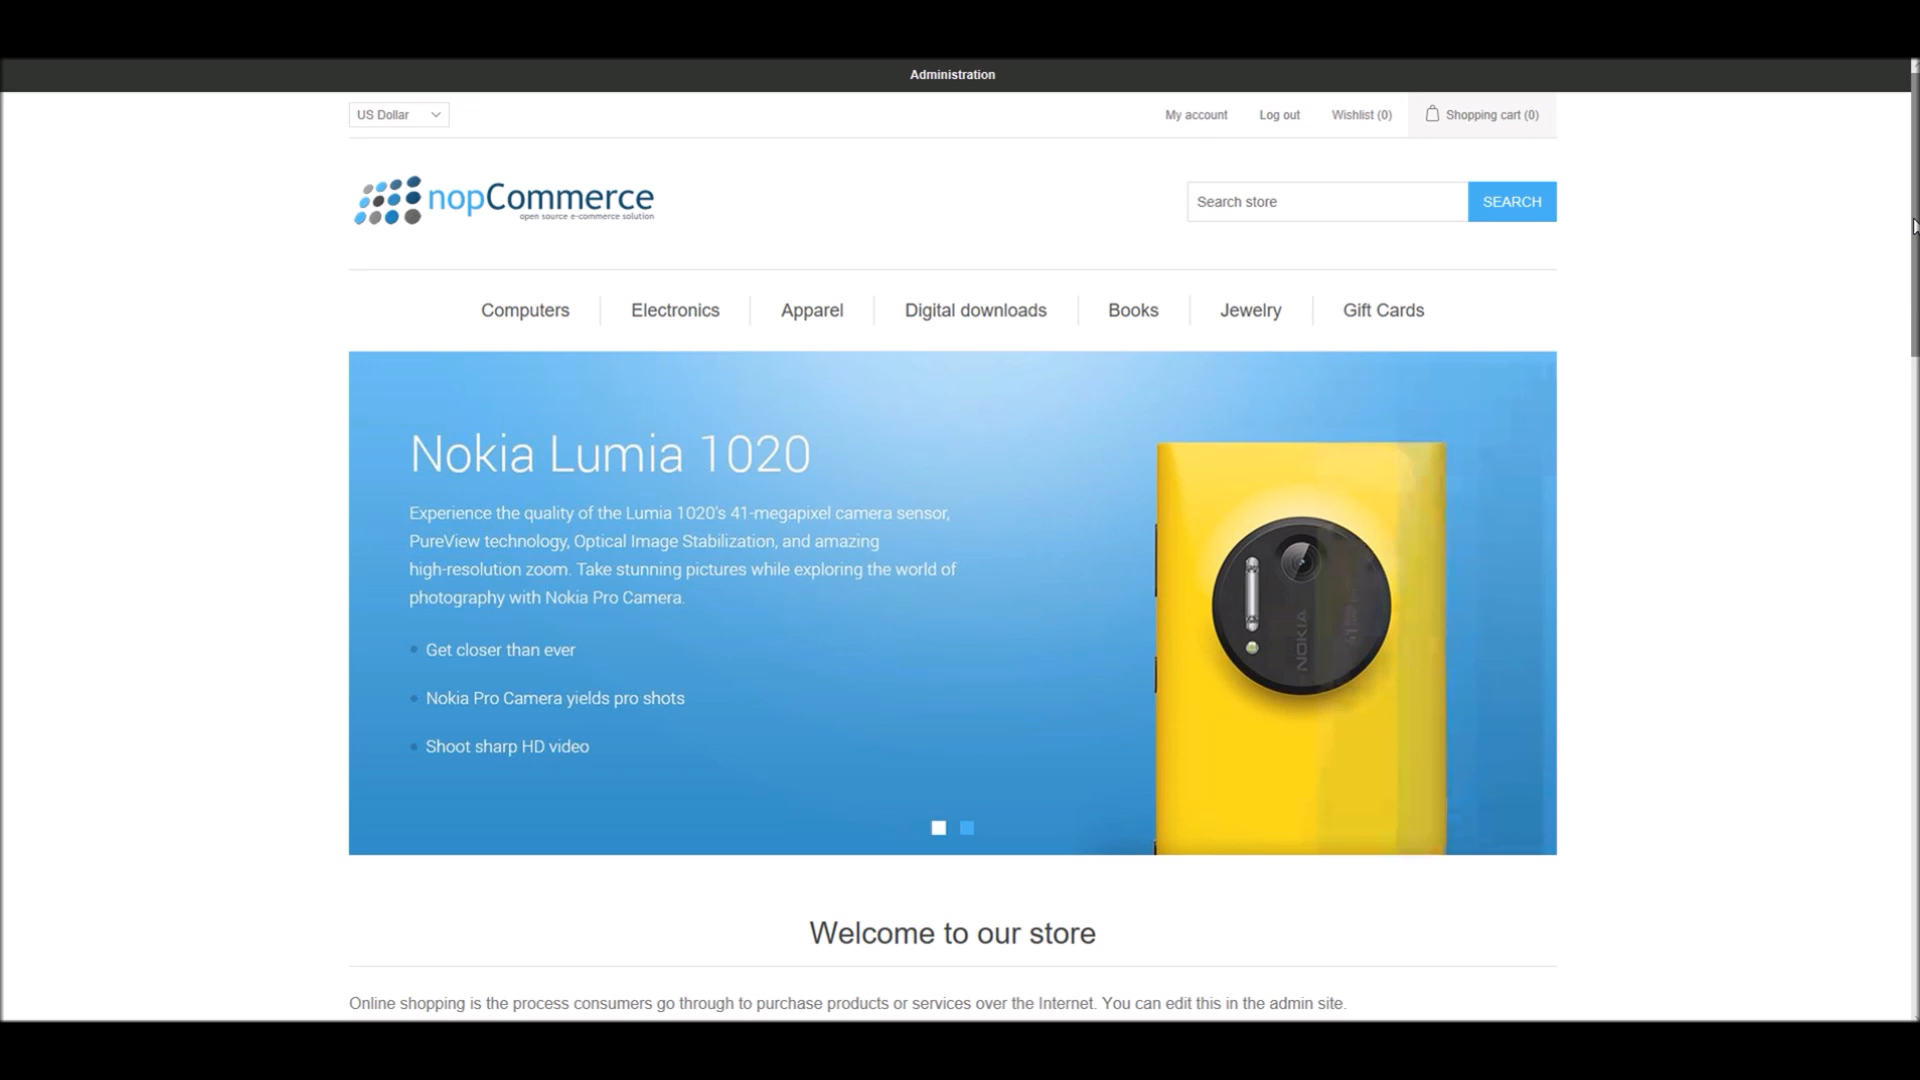 Administration
US Dollar
My account
Log out
Wishlist (0)
Shopping cart (0)
nopCommerce
open source e-commerce solution
Search store
SEARCH
Computers
Electronics
Apparel
Digital downloads
Books
Jewelry
Gift Cards
Nokia Lumia 1020
Experience the quality of the Lumia 1020's 41-megapixel camera sensor,
PureView technology, Optical Image Stabilization, and amazing
high-resolution zoom. Take stunning pictures while exploring the world of
photography with Nokia Pro Camera.
Get closer than ever
Nokia Pro Camera yields pro shots
Shoot sharp HD video
NOKIA
Welcome to our store
Online shopping is the process consumers go through to purchase products or services over the Internet. You can edit this in the admin site.